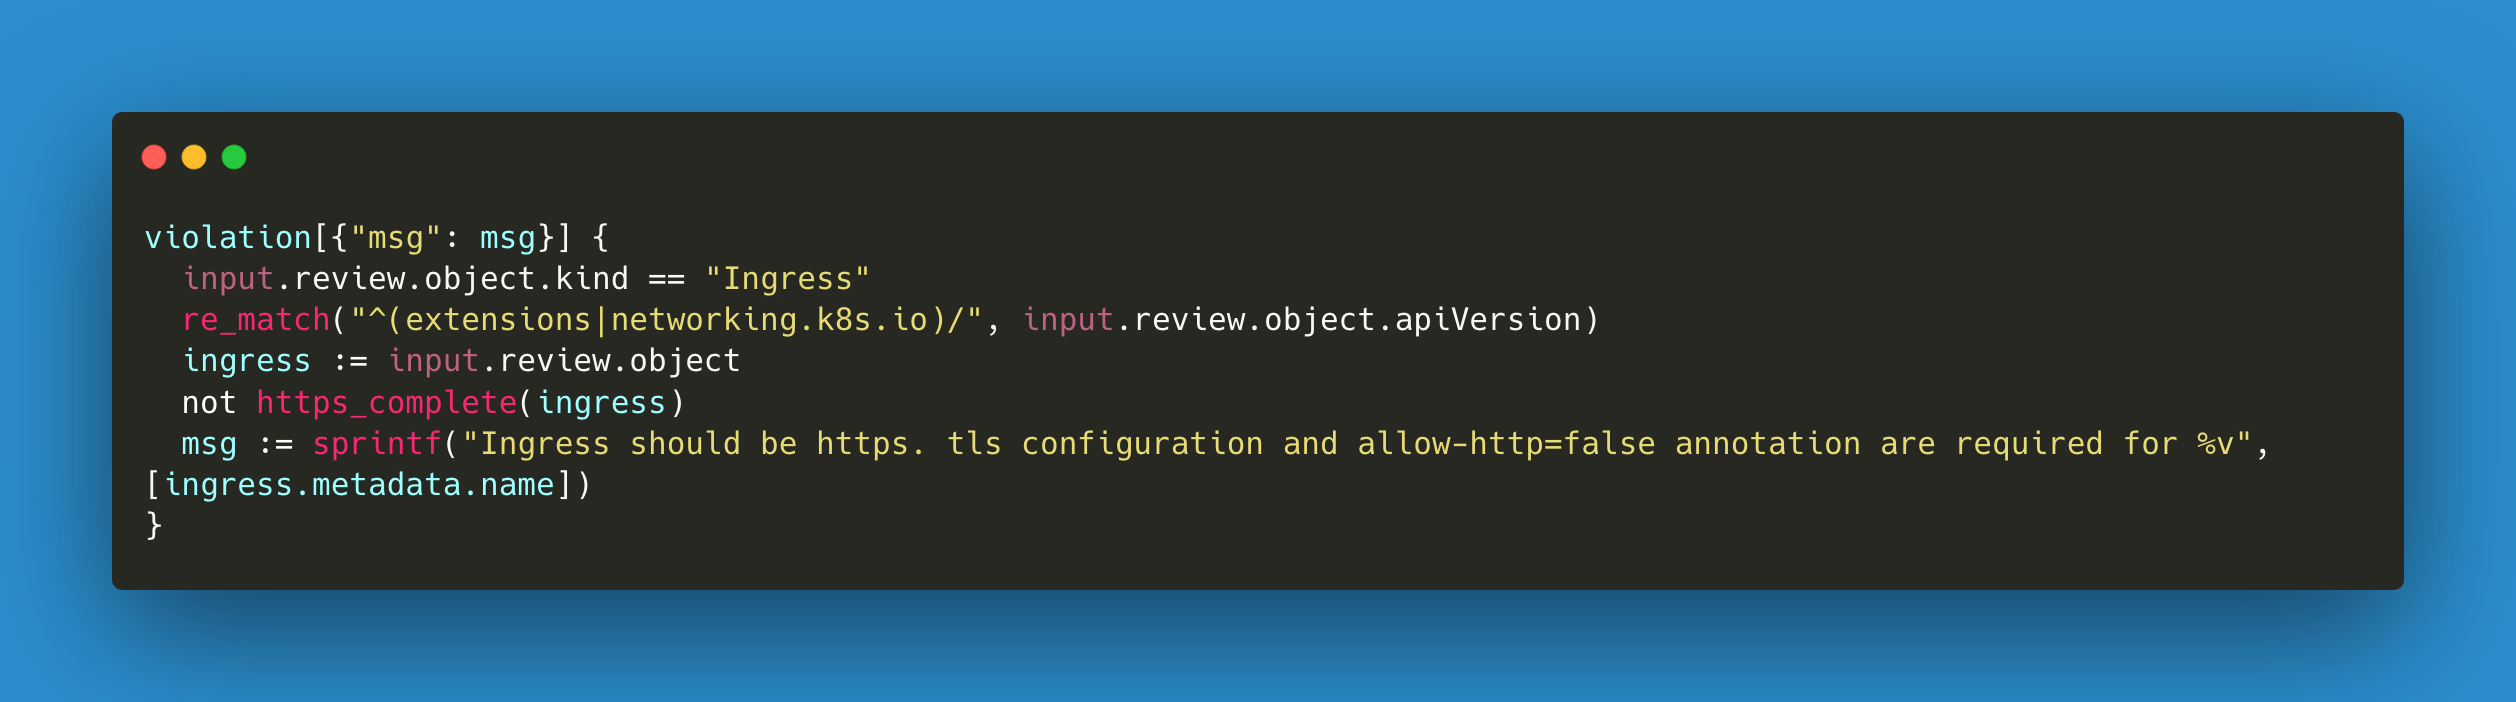 violation[{"msg": msg}] {
  input.review.object.kind == "Ingress"
  re_match("^(extensions|networking.k8s.io)/", input.review.object.apiVersion)
  ingress := input.review.object
  not https_complete(ingress)
  msg := sprintf("Ingress should be https. tls configuration and allow-http=false annotation are required for %v",
[ingress.metadata.name])
}